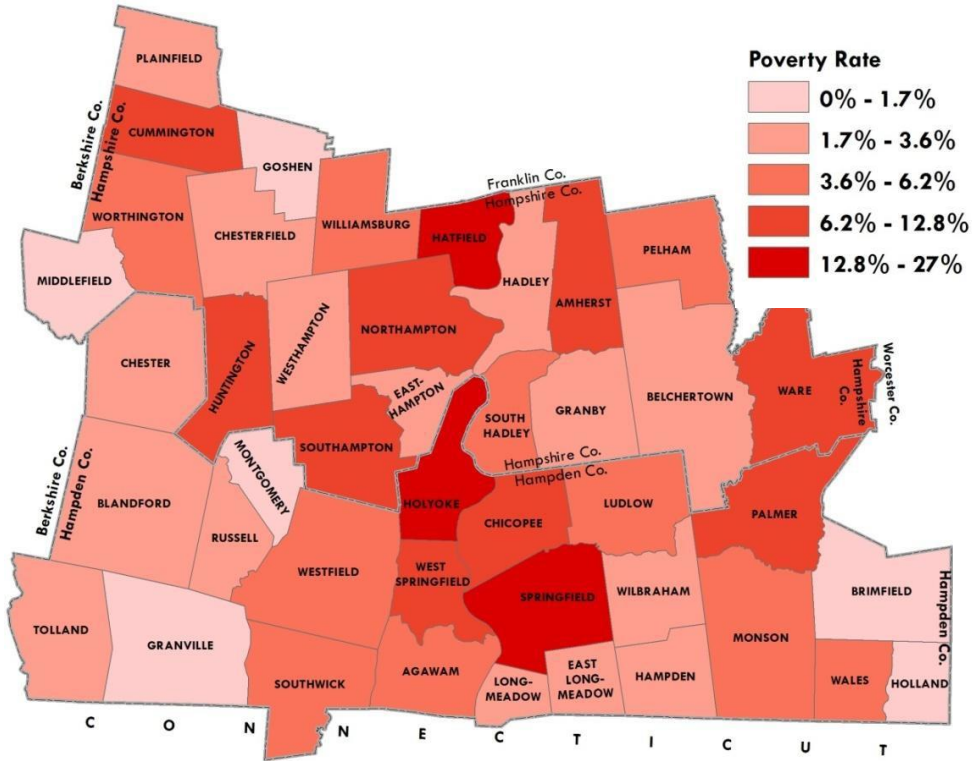 PLAINFIELD
Poverty Rate
0% - 1.7%
1.7% - 3.6%
3.6% - 6.2%
6.2% - 12.8%
12.8% - 27%
Berkshire Co.
Hampshire Co.
CUMMINGTON
GOSHEN
Franklin Co.
Hampshire Co.
WORTHINGTON
CHESTERFIELD
WILLIAMSBURG
HATFIELD
PELHAM
MIDDLEFIELD
HADLEY
AMHERST
NORTHAMPTON
WESTHAMPTON
CHESTER
HUNTINGTON
EAST-
HAMPTON
SOUTH
HADLEY
GRANBY
BELCHERTOWN
WARE
Hampshire
Co.
Worcester Co.
SOUTHAMPTON
Hampshire Co.
Hampden Co.
MONTGOMERY
Berkshire Co.
Hampden Co.
BLANDFORD
RUSSELL
HOLYOKE
CHICOPEE
LUDLOW
PALMER
WESTFIELD
WEST
SPRINGFIELD
SPRINGFIELD
WILBRAHAM
BRIMFIELD
Hampden Co.
TOLLAND
GRANVILLE
MONSON
SOUTHWICK
AGAWAM
LONG-
MEADOW
EAST
LONG-
MEADOW
HAMPDEN
WALES
HOLLAND
C O N N E C T I C U T